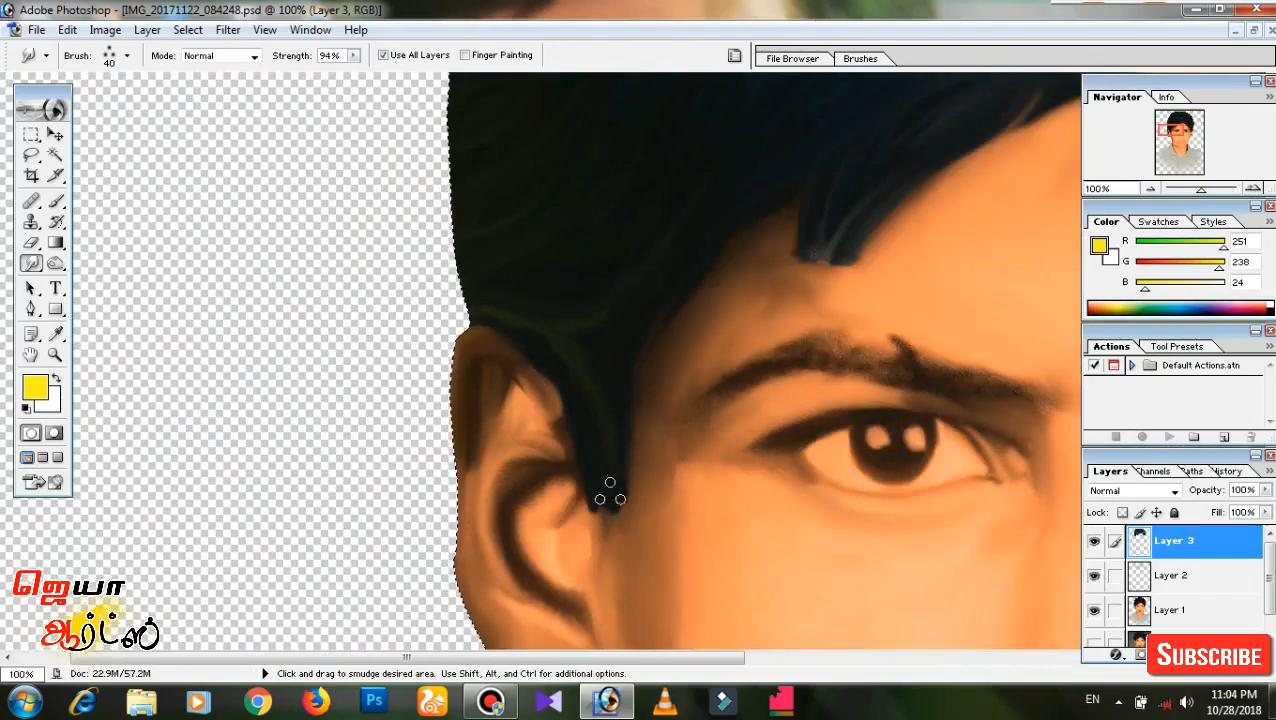 Adobe Photoshop - [IMG_20171122_084248.psd @ 100% (Layer 3, RGB)]
File Edit Image Layer Select Filter View Window Help
Brush: 40 Mode: Normal Strength: 94% Use All Layers Finger Painting File Browser Brushes
Navigator Info
100%
Color Swatches Styles
R 251
G 238
B 24
Actions Tool Presets
Default Actions.atn
Layers Channels Paths History
Normal Opacity: 100%
Lock: Fill: 100%
Layer 3
Layer 2
Layer 1
ஜெயா
ஆர்ட்ஸ்
SUBSCRIBE
100% Doc: 22.9M/57.2M Click and drag to smudge desired area. Use Shift, Alt, and Ctrl for additional options.
Ps EN 11:04 PM
10/28/2018